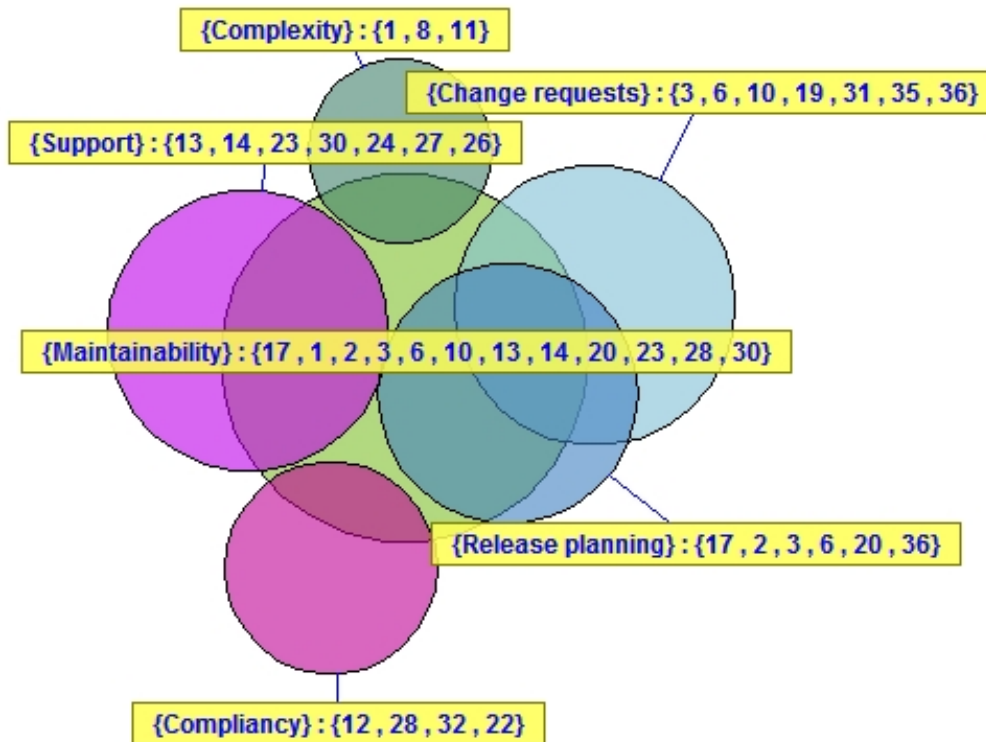 {Complexity} : {1 , 8 , 11}
{Change requests} : {3 , 6 , 10 , 19 , 31 , 35 , 36}
{Support} : {13 , 14 , 23 , 30 , 24 , 27 , 26}
{Maintainability} : {17 , 1 , 2 , 3 , 6 , 10 , 13 , 14 , 20 , 23 , 28 , 30}
{Release planning} : {17 , 2 , 3 , 6 , 20 , 36}
{Compliancy} : {12 , 28 , 32 , 22}